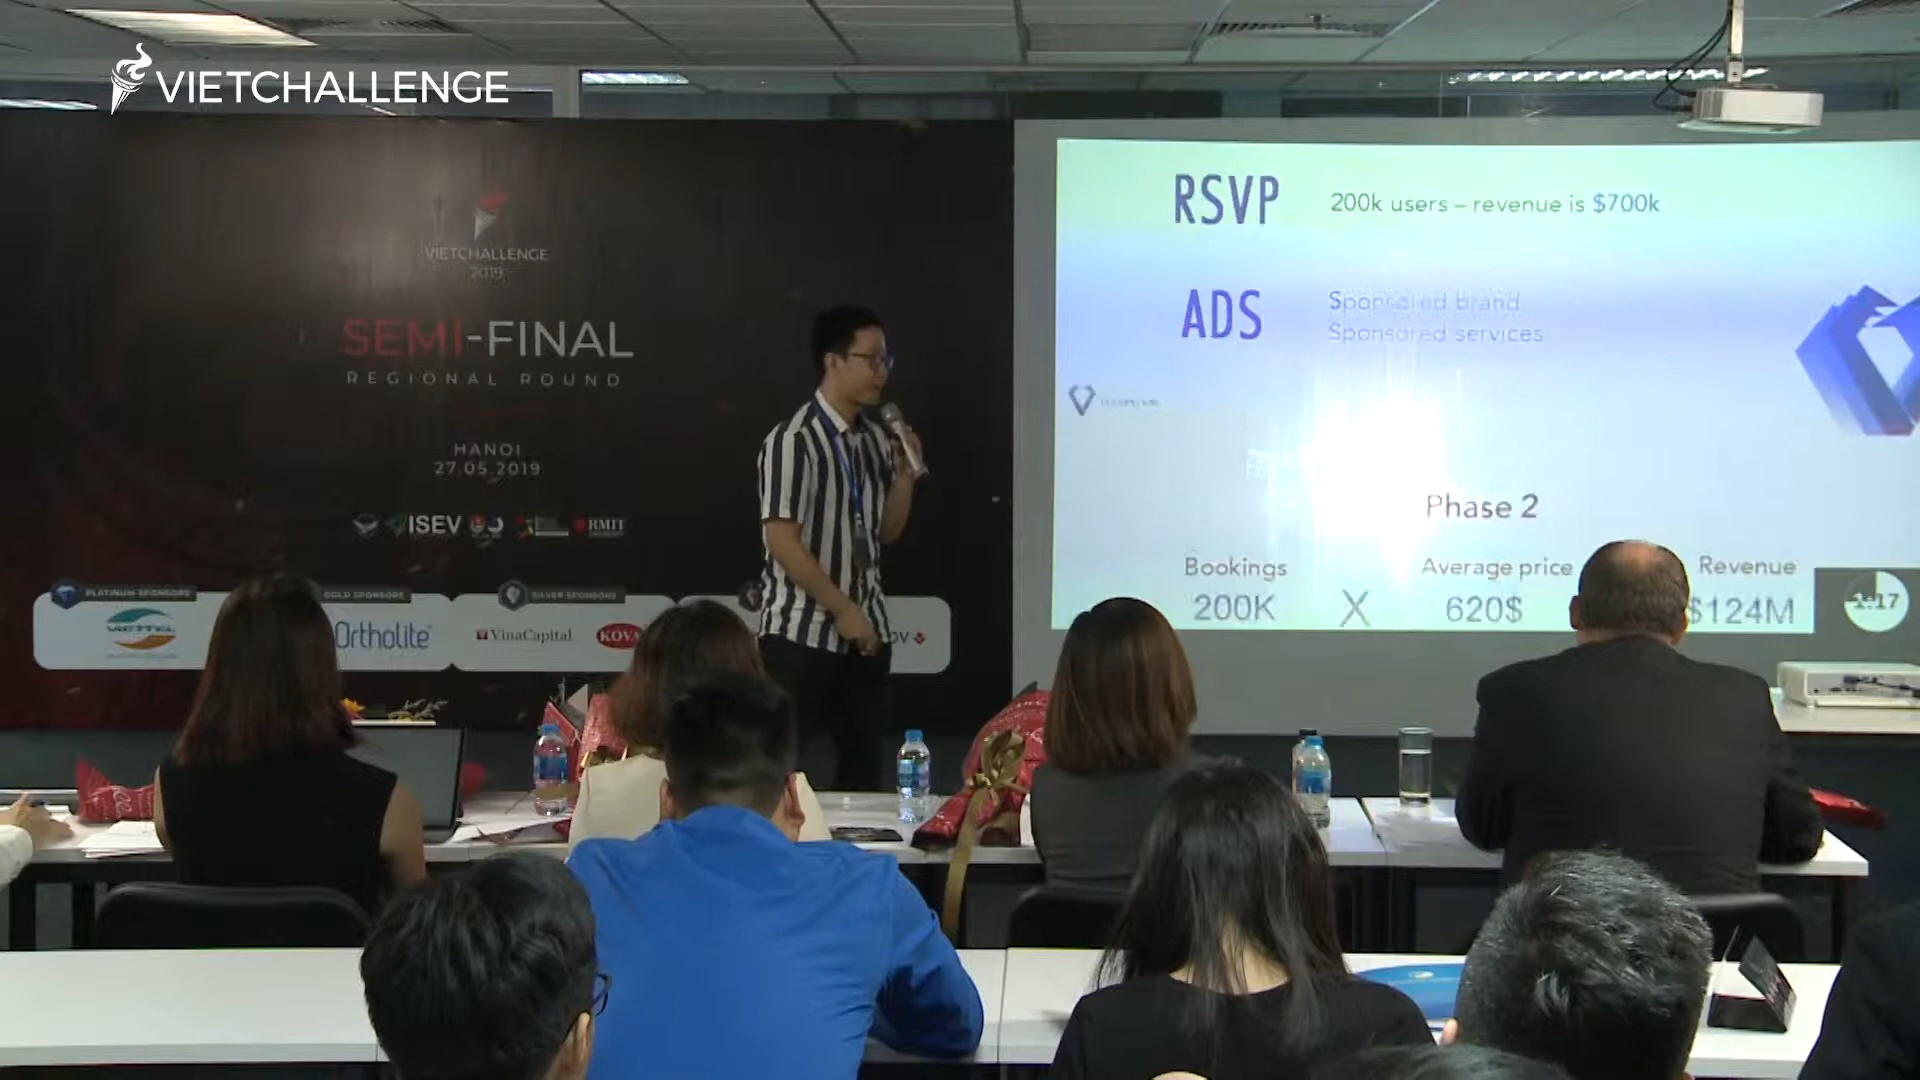 VIETCHALLENGE
VIETCHALLENGE
2019
SEMI-FINAL
REGIONAL ROUND
HANOI
27.05.2019
ISEV
RMIT
PLATINUM SPONSORS
GOLD SPONSORS
SILVER SPONSORS
VIETTEL
Ortholite
VinaCapital
KOVA
RSVP
200k users – revenue is $700k
ADS
Sponsored brand
Sponsored services
Phase 2
Bookings
Average price
Revenue
200K
X
620$
$124M
1:17